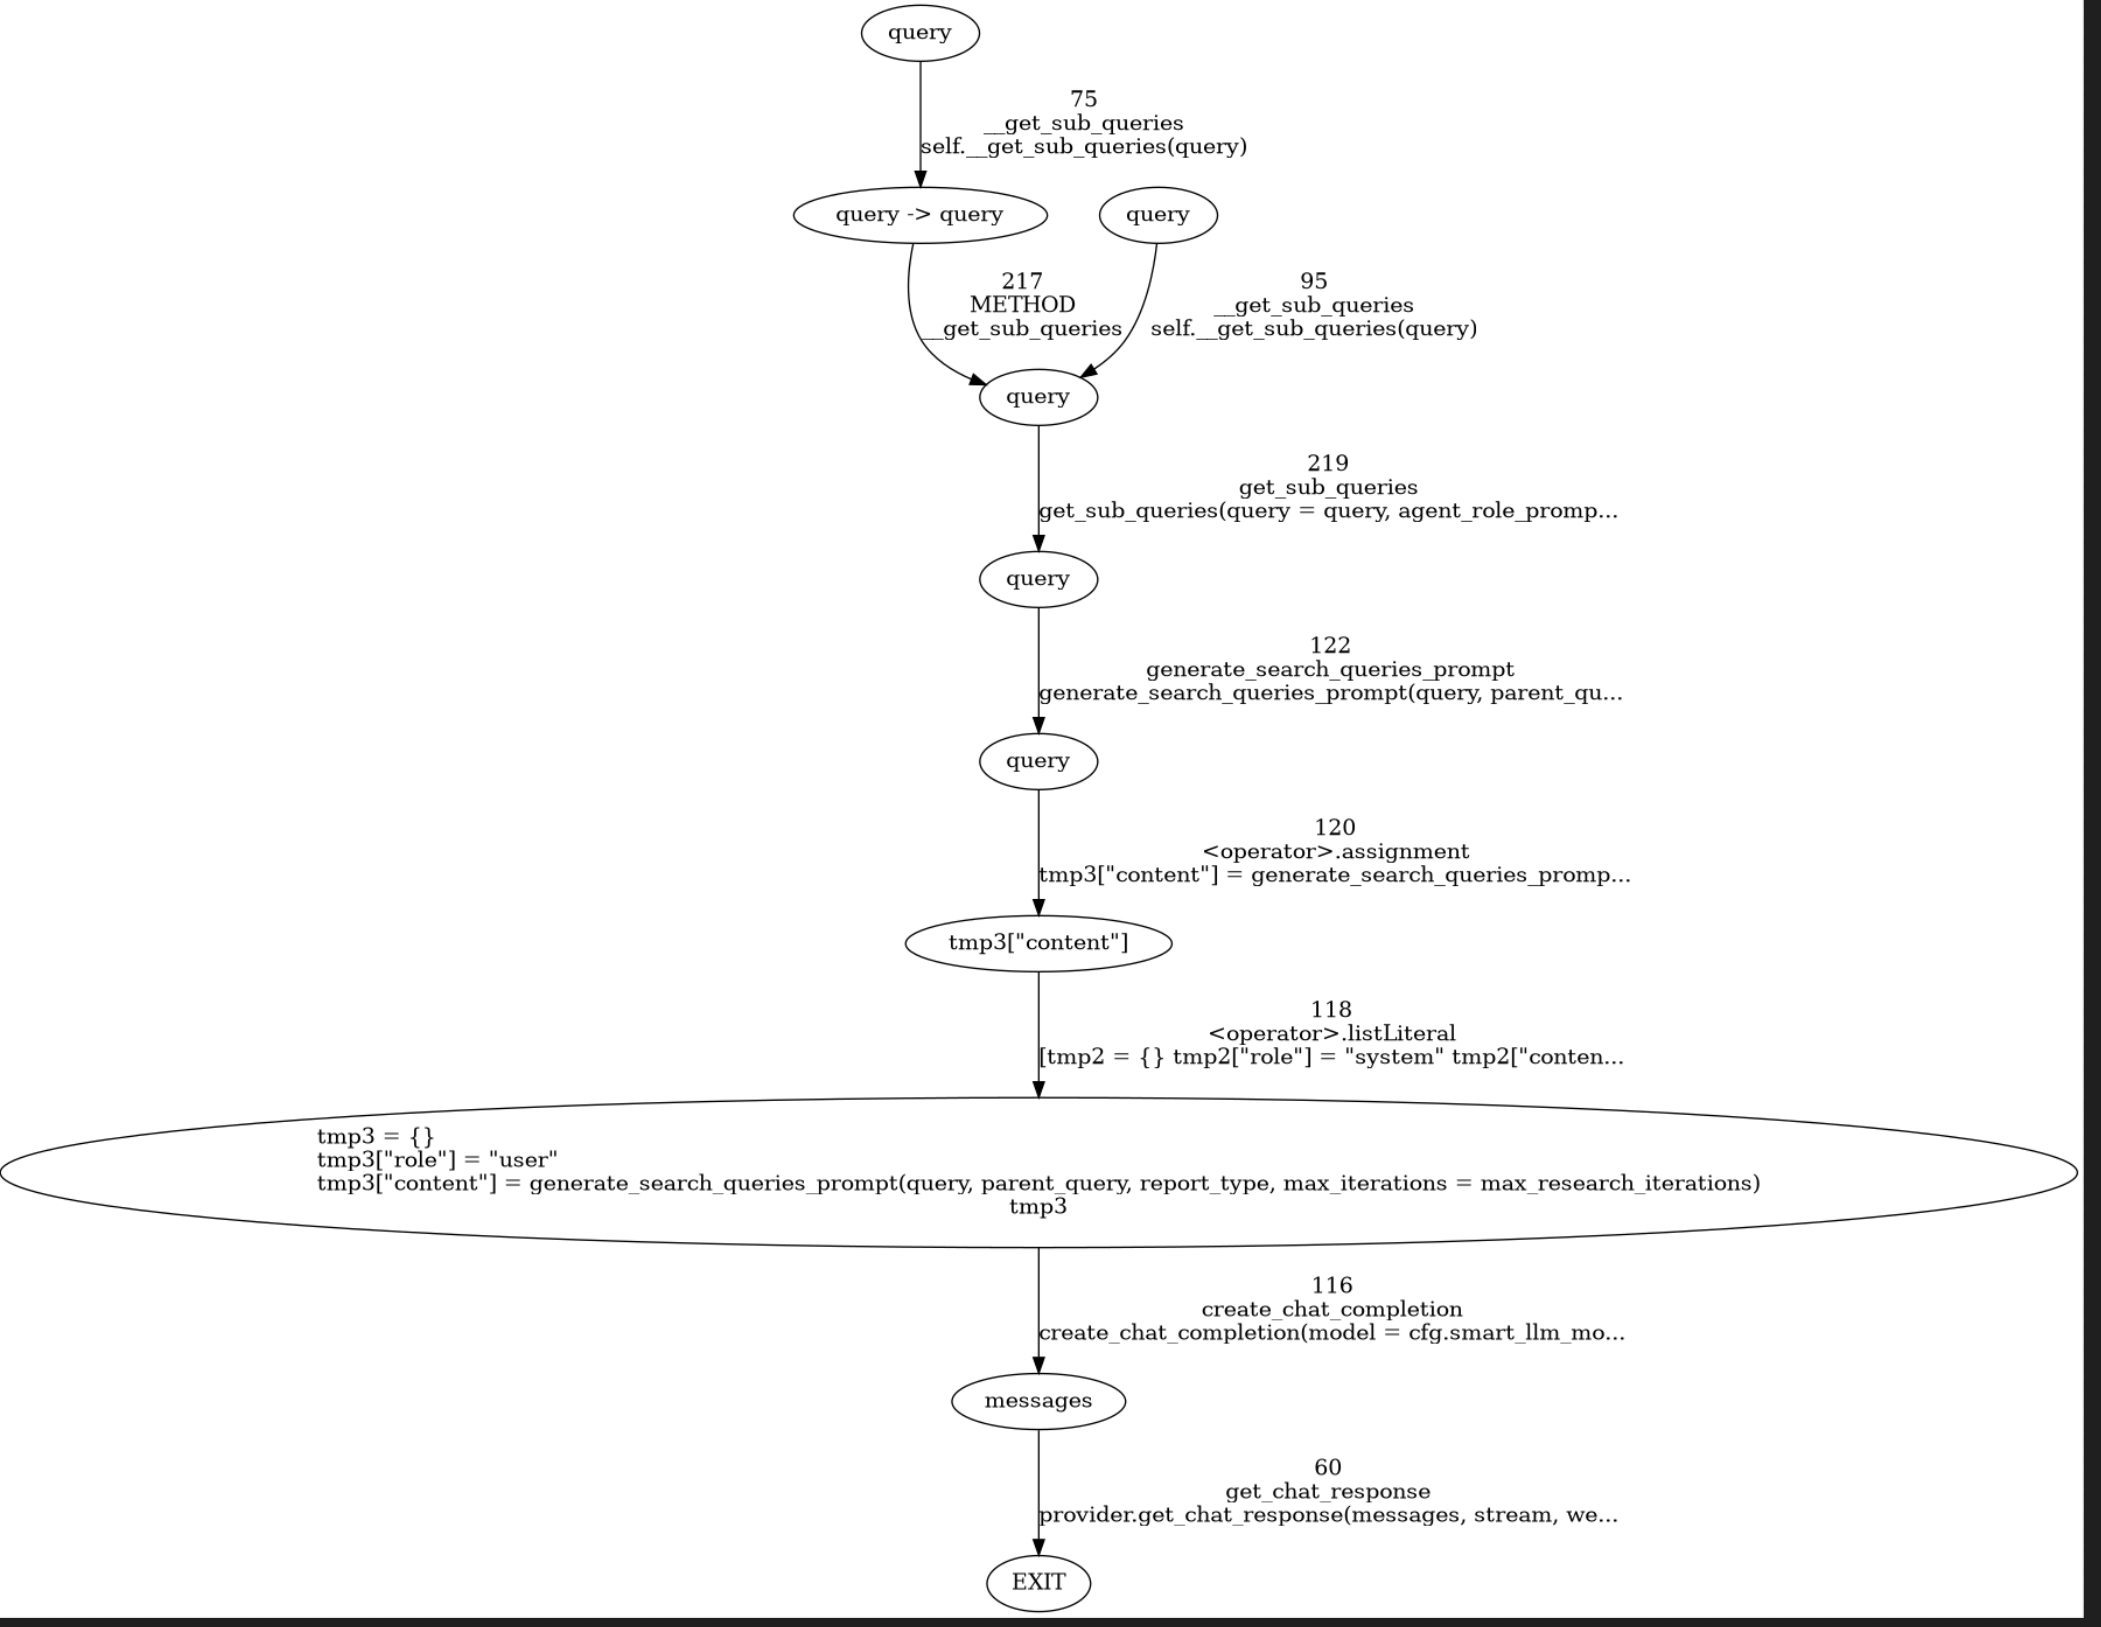 query
75
__get_sub_queries
self.__get_sub_queries(query)
query -> query
query
217
METHOD
__get_sub_queries
95
__get_sub_queries
self.__get_sub_queries(query)
query
219
get_sub_queries
get_sub_queries(query = query, agent_role_promp...
query
122
generate_search_queries_prompt
generate_search_queries_prompt(query, parent_qu...
query
120
<operator>.assignment
tmp3["content"] = generate_search_queries_promp...
tmp3["content"]
118
<operator>.listLiteral
[tmp2 = {} tmp2["role"] = "system" tmp2["conten...
tmp3 = {}
tmp3["role"] = "user"
tmp3["content"] = generate_search_queries_prompt(query, parent_query, report_type, max_iterations = max_research_iterations)
tmp3
116
create_chat_completion
create_chat_completion(model = cfg.smart_llm_mo...
messages
60
get_chat_response
provider.get_chat_response(messages, stream, we...
EXIT